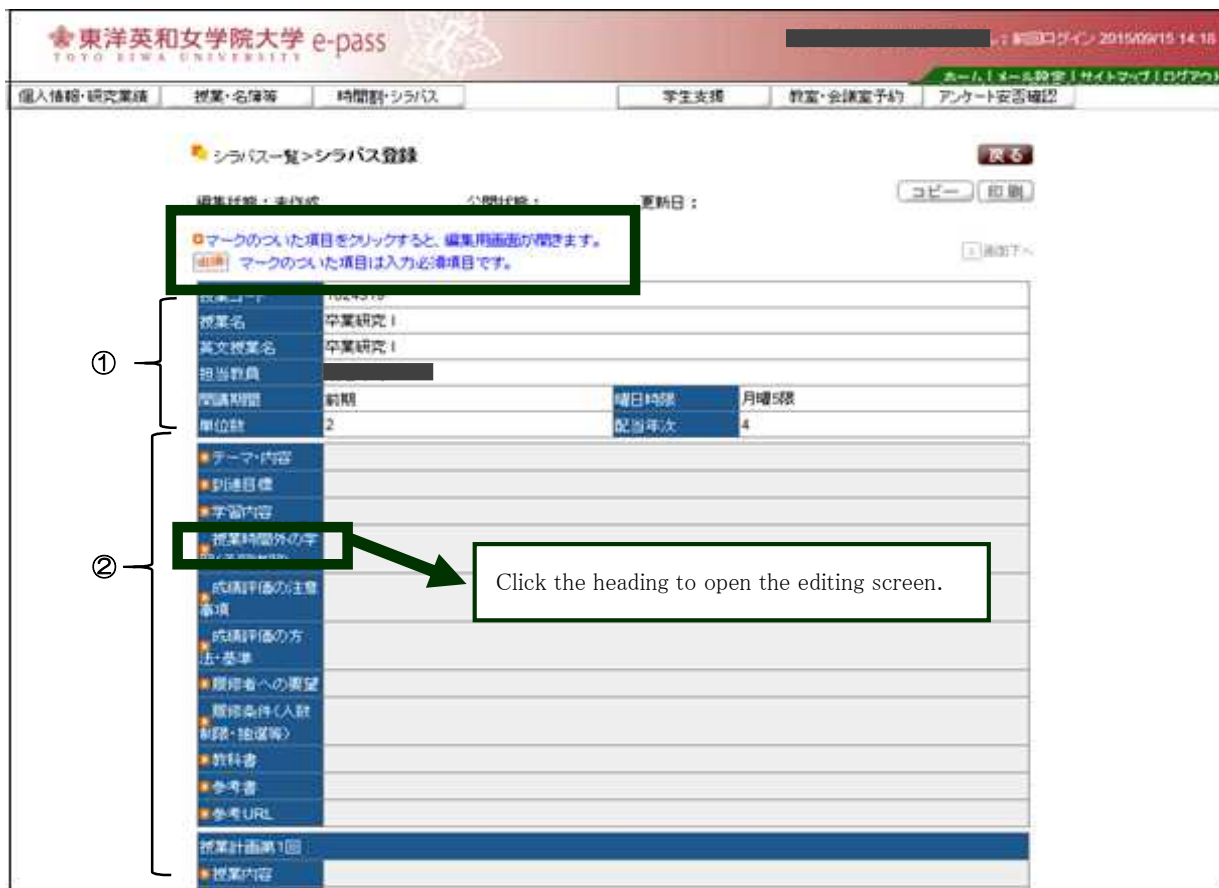 東洋英和女学院大学 e-pass
TOYO EIWA UNIVERSITY
:前回ログイン 2015/09/15 14:18
ホーム | メール設定 | サイトマップ | ログアウト
個人情報・研究業績 授業・名簿等 時間割・シラバス 学生支援 教室・会議室予約 アンケート安否確認
シラバス一覧>シラバス登録 戻る
コピー 印刷
編集状態:未作成 公開状態: 更新日:
マークのついた項目をクリックすると、編集用画面が開きます。
必須 マークのついた項目は入力必須項目です。
画面下へ
授業コード
授業名 卒業研究Ⅰ
①
英文授業名 卒業研究Ⅰ
担当教員
開講期間 前期 曜日時限 月曜5限
単位数 2 配当年次 4
テーマ・内容
到達目標
学習内容
授業時間外の学
②
Click the heading to open the editing screen.
成績評価の注意
事項
成績評価の方
法・基準
履修者への要望
履修条件(人数
制限・抽選等)
教科書
参考書
参考URL
授業計画第1回
授業内容